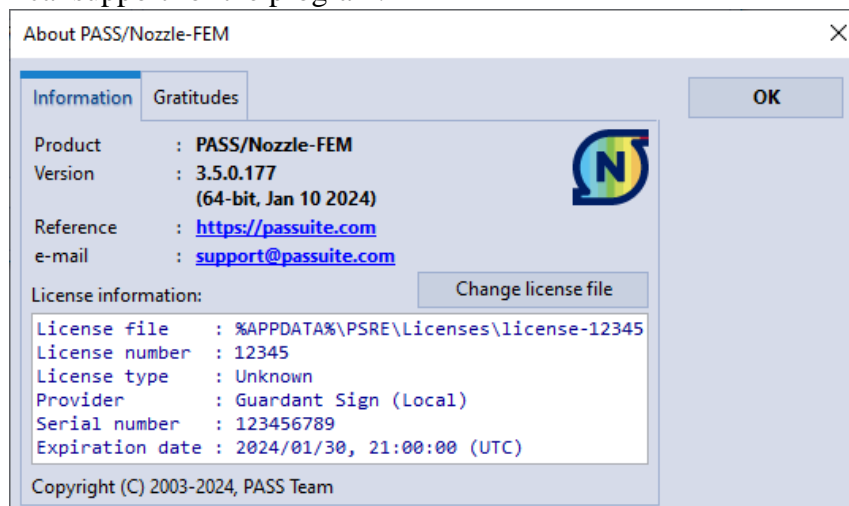 About PASS/Nozzle-FEM
Information Gratitudes OK
Product : PASS/Nozzle-FEM
Version : 3.5.0.177
(64-bit, Jan 10 2024)
N
Reference : https://passuite.com
e-mail : support@passuite.com
License information: Change license file
License file : %APPDATA%\PSRE\Licenses\license-12345
License number : 12345
License type : Unknown
Provider : Guardant Sign (Local)
Serial number : 123456789
Expiration date : 2024/01/30, 21:00:00 (UTC)
Copyright (C) 2003-2024, PASS Team